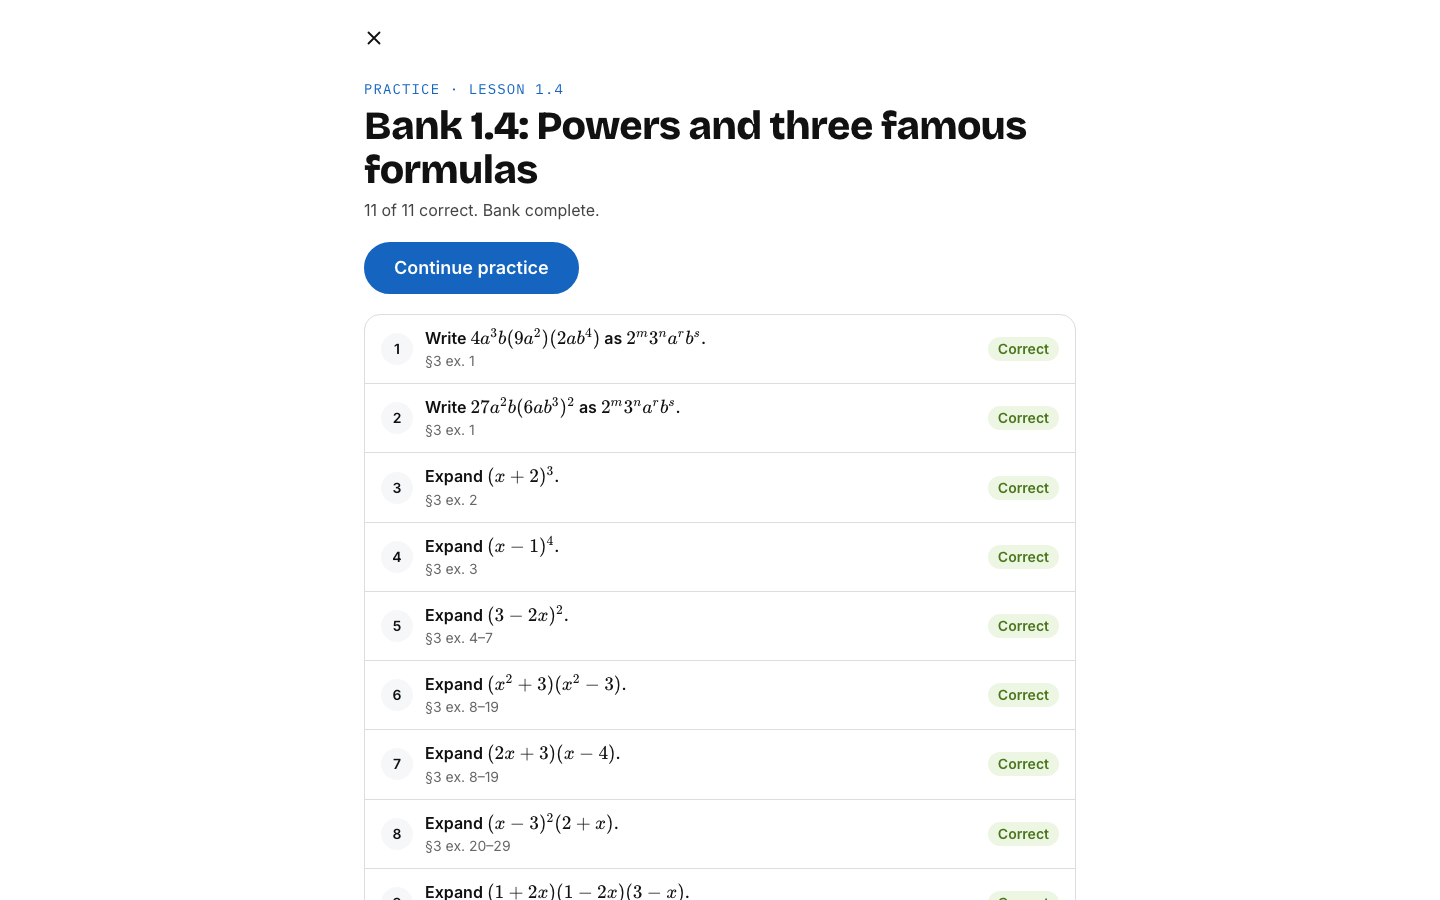 PRACTICE · LESSON 1.4
Bank 1.4: Powers and three famous
formulas
11 of 11 correct. Bank complete.
Continue practice
1 Write 4a³b(9a²)(2ab⁴) as 2ᵐ3ⁿaʳbˢ. Correct
§3 ex. 1
2 Write 27a²b(6ab³)² as 2ᵐ3ⁿaʳbˢ. Correct
§3 ex. 1
3 Expand (x + 2)³. Correct
§3 ex. 2
4 Expand (x − 1)⁴. Correct
§3 ex. 3
5 Expand (3 − 2x)². Correct
§3 ex. 4–7
6 Expand (x² + 3)(x² − 3). Correct
§3 ex. 8–19
7 Expand (2x + 3)(x − 4). Correct
§3 ex. 8–19
8 Expand (x − 3)²(2 + x). Correct
§3 ex. 20–29
Expand (1 + 2x)(1 − 2x)(3 − x).